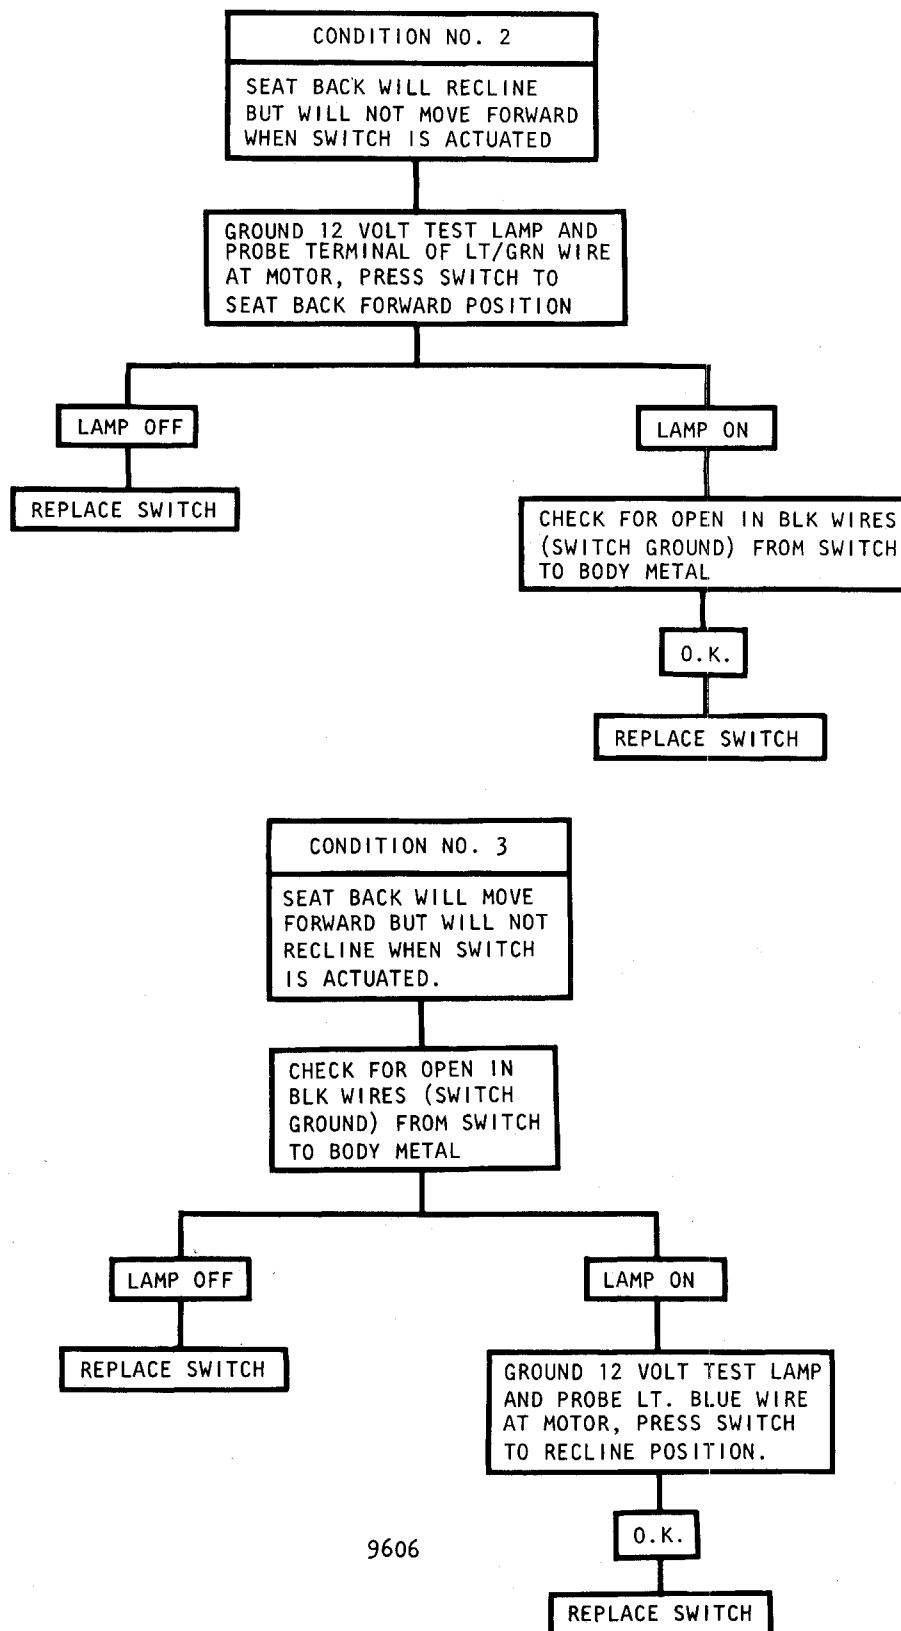 CONDITION NO. 2
SEAT BACK WILL RECLINE
BUT WILL NOT MOVE FORWARD
WHEN SWITCH IS ACTUATED
GROUND 12 VOLT TEST LAMP AND
PROBE TERMINAL OF LT/GRN WIRE
AT MOTOR, PRESS SWITCH TO
SEAT BACK FORWARD POSITION
LAMP OFF
LAMP ON
REPLACE SWITCH
CHECK FOR OPEN IN BLK WIRES
(SWITCH GROUND) FROM SWITCH
TO BODY METAL
O.K.
REPLACE SWITCH
CONDITION NO. 3
SEAT BACK WILL MOVE
FORWARD BUT WILL NOT
RECLINE WHEN SWITCH
IS ACTUATED.
CHECK FOR OPEN IN
BLK WIRES (SWITCH
GROUND) FROM SWITCH
TO BODY METAL
LAMP OFF
LAMP ON
REPLACE SWITCH
GROUND 12 VOLT TEST LAMP
AND PROBE LT. BLUE WIRE
AT MOTOR, PRESS SWITCH
TO RECLINE POSITION.
O.K.
9606
REPLACE SWITCH